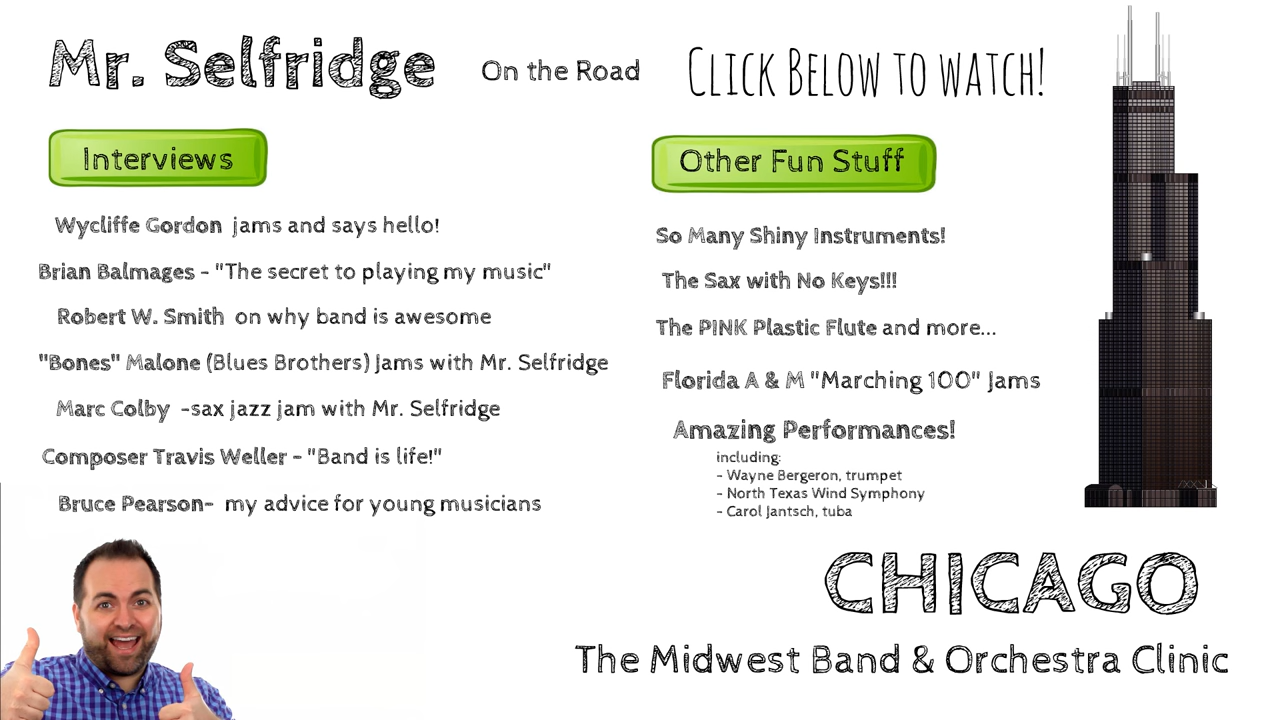 Mr. Selfridge On the Road Click Below to watch!
Interviews
Wycliffe Gordon jams and says hello!
Brian Balmages - "The secret to playing my music"
Robert W. Smith on why band is awesome
"Bones" Malone (Blues Brothers) Jams with Mr. Selfridge
Marc Colby -sax jazz jam with Mr. Selfridge
Composer Travis Weller - "Band is life!"
Bruce Pearson- my advice for young musicians
Other Fun Stuff
So Many Shiny Instruments!
The Sax with No Keys!!!
The PINK Plastic Flute and more...
Florida A & M "Marching 100" Jams
Amazing Performances!
including:
- Wayne Bergeron, trumpet
- North Texas Wind Symphony
- Carol Jantsch, tuba
CHICAGO
The Midwest Band & Orchestra Clinic